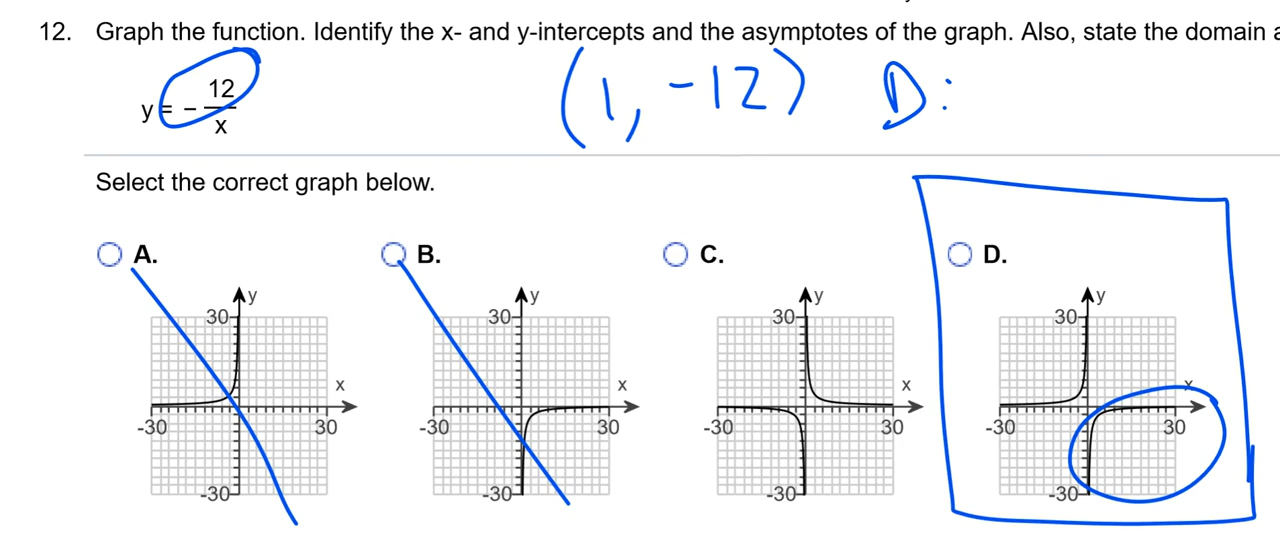 12. Graph the function. Identify the x- and y-intercepts and the asymptotes of the graph. Also, state the domain a
y = - 12/x
(1, -12) D:
Select the correct graph below.
A. B. C. D.
y y y y
30 30 30 30
x x x x
-30 30 -30 30 -30 30 -30 30
-30 -30 -30 -30